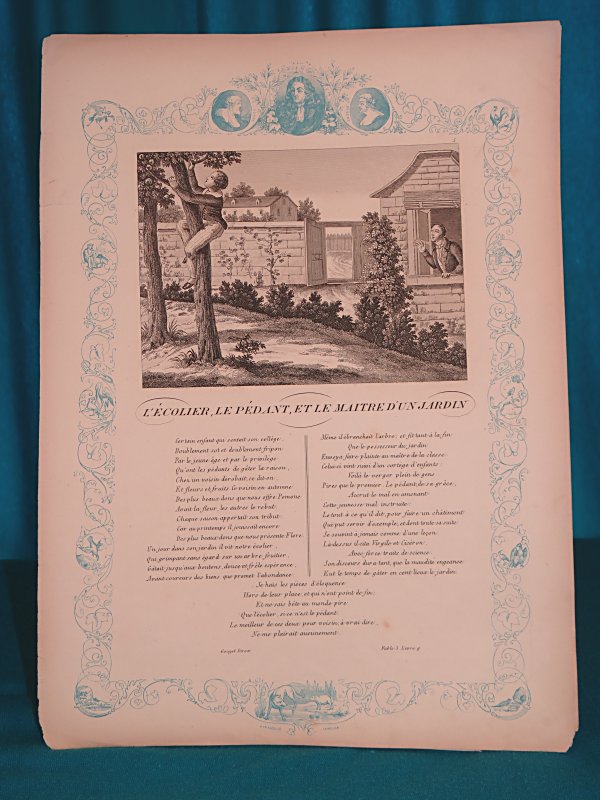 L'ÉCOLIER, LE PÉDANT, ET LE MAITRE D'UN JARDIN
Certain enfant qui sentait son collège,
Doublement sot et doublement fripon
Par le jeune âge et par le privilège
Qu'ont les pédants de gâter la raison,
Chez un voisin dérobait, ce dit-on,
Et fleurs et fruits. Ce voisin en automne
Des plus beaux dons que nous offre Pomone
Avait la fleur, les autres le rebut.
Chaque saison apportait son tribut:
Car au printemps il jouissait encore
Des plus beaux dons que nous présente Flore.
Un jour dans son jardin il vit notre écolier,
Qui grimpant sans égard sur un arbre fruitier,
Gâtait jusqu'aux boutons, douce et frêle espérance,
Avant coureurs des biens que promet l'abondance
Même il ébranchait l'arbre; et fit tant à la fin
Que le possesseur du jardin
Envoya faire plainte au maître de la classe.
Celui-ci vint suivi d'un cortège d'enfants:
Voilà le verger plein de gens
Pires que le premier. Le pédant, de sa grâce,
Accrut le mal en amenant
Cette jeunesse mal instruite:
Le tout à ce qu'il dit, pour faire un châtiment
Qui put servir d'exemple, et dont toute sa suite
Se souvint à jamais comme d'une leçon.
Là-dessus il cita Virgile et Cicéron,
Avec force traits de science.
Son discours dura tant, que la maudite engeance
Eut le temps de gâter en cent lieux le jardin.
Je hais les pièces d'éloquence
Hors de leur place, et qui n'ont point de fin;
Et ne sais bête au monde pire
Que l'écolier, si ce n'est le pédant.
Le meilleur de ces deux pour voisin, à vrai dire,
Ne me plairait aucunement.